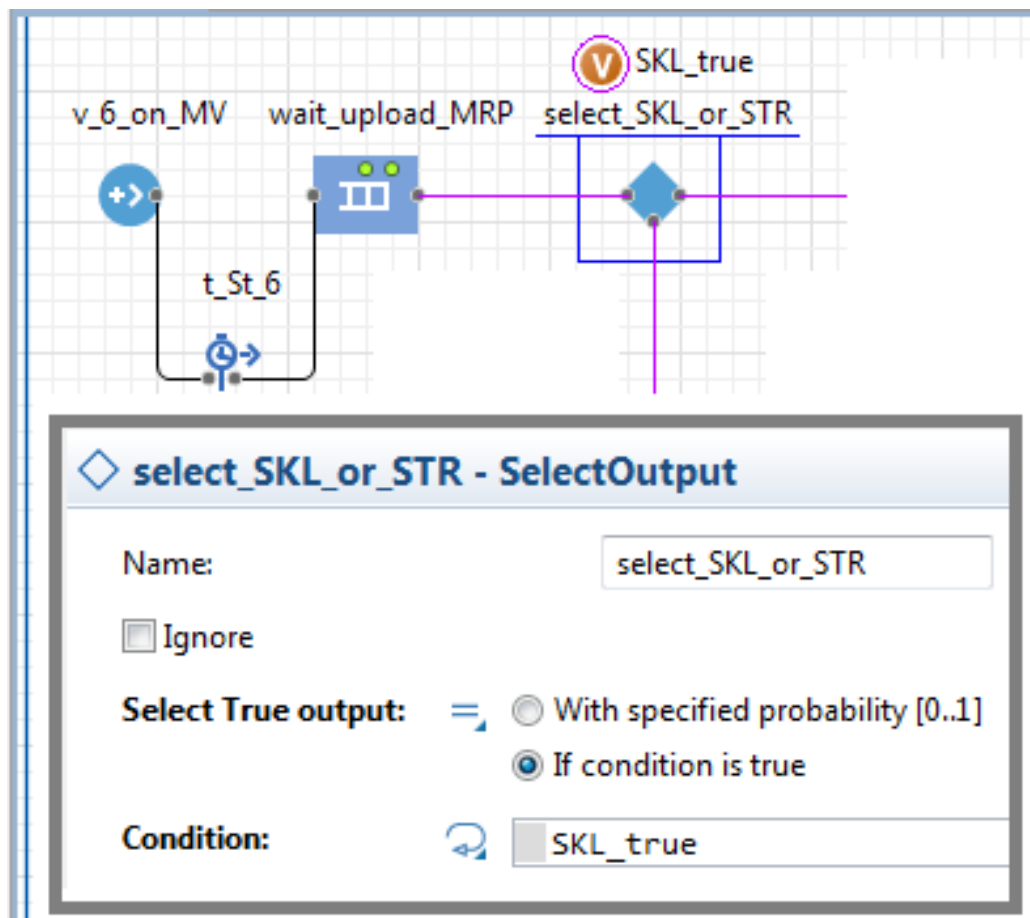 V SKL_true
v_6_on_MV wait_upload_MRP select_SKL_or_STR
t_St_6
select_SKL_or_STR - SelectOutput
Name: select_SKL_or_STR
Ignore
Select True output: = With specified probability [0..1]
If condition is true
Condition: SKL_true